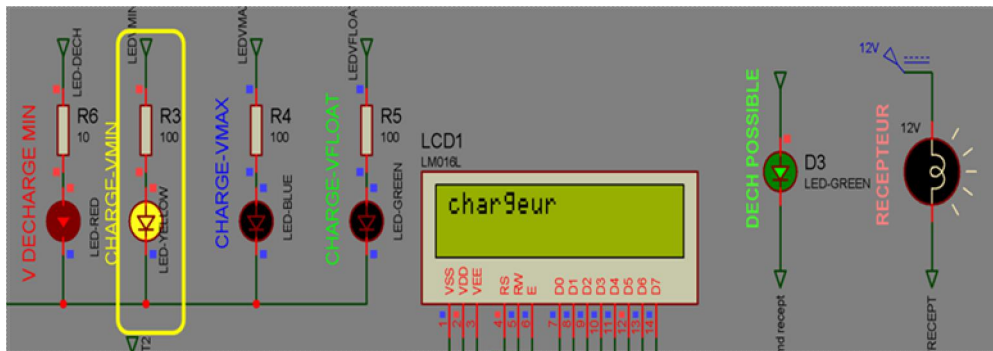 LED-DECH
R6
10
V DECHARGE MIN
LED-RED
LEDVMIN
R3
100
CHARGE-VMIN
LED-YELLOW
LEDVMAX
R4
100
CHARGE-VMAX
LED-BLUE
LEDVFLOAT
R5
100
CHARGE-VFLOAT
LED-GREEN
T2
LCD1
LM016L
chargeur
VSS
VDD
VEE
RS
RW
E
D0
D1
D2
D3
D4
D5
D6
D7
1
2
3
4
5
6
7
8
9
10
11
12
13
14
DECH POSSIBLE
D3
LED-GREEN
nd recept
12V
12V
RECEPTEUR
RECEPT